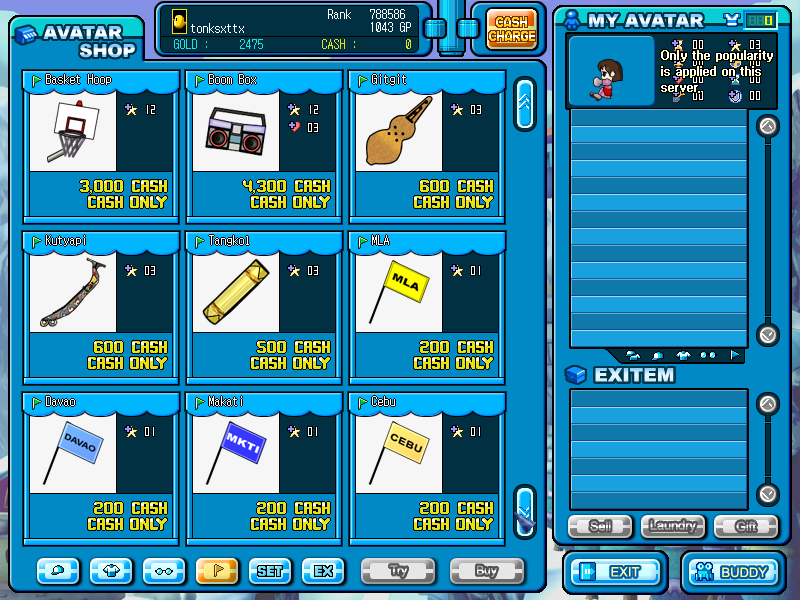 AVATAR
SHOP
tonksxttx
Rank 788586
1043 GP
GOLD : 2475 CASH : 0
CASH
CHARGE
MY AVATAR
0
00 03
Only the popularity
is applied on this
server
00 00
Basket Hoop
12
3,000 CASH
CASH ONLY
Boom Box
12
03
4,300 CASH
CASH ONLY
Gitgit
03
600 CASH
CASH ONLY
Kutyapi
03
600 CASH
CASH ONLY
Tangkol
03
500 CASH
CASH ONLY
MLA
MLA
01
200 CASH
CASH ONLY
Davao
DAVAO
01
200 CASH
CASH ONLY
Makati
MKTI
01
200 CASH
CASH ONLY
Cebu
CEBU
01
200 CASH
CASH ONLY
EXITEM
Sell Laundry Gift
SET EX Try Buy
EXIT BUDDY